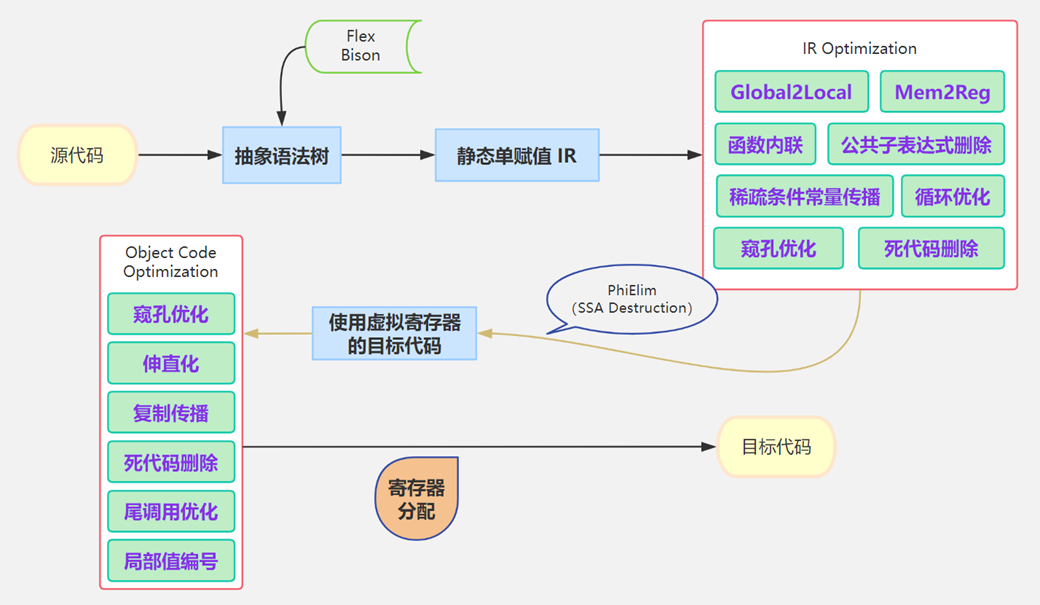 Flex
Bison
源代码
抽象语法树
静态单赋值 IR
IR Optimization
Global2Local
Mem2Reg
函数内联
公共子表达式删除
稀疏条件常量传播
循环优化
窥孔优化
死代码删除
PhiElim
(SSA Destruction)
使用虚拟寄存器
的目标代码
Object Code
Optimization
窥孔优化
伸直化
复制传播
死代码删除
尾调用优化
局部值编号
寄存器
分配
目标代码